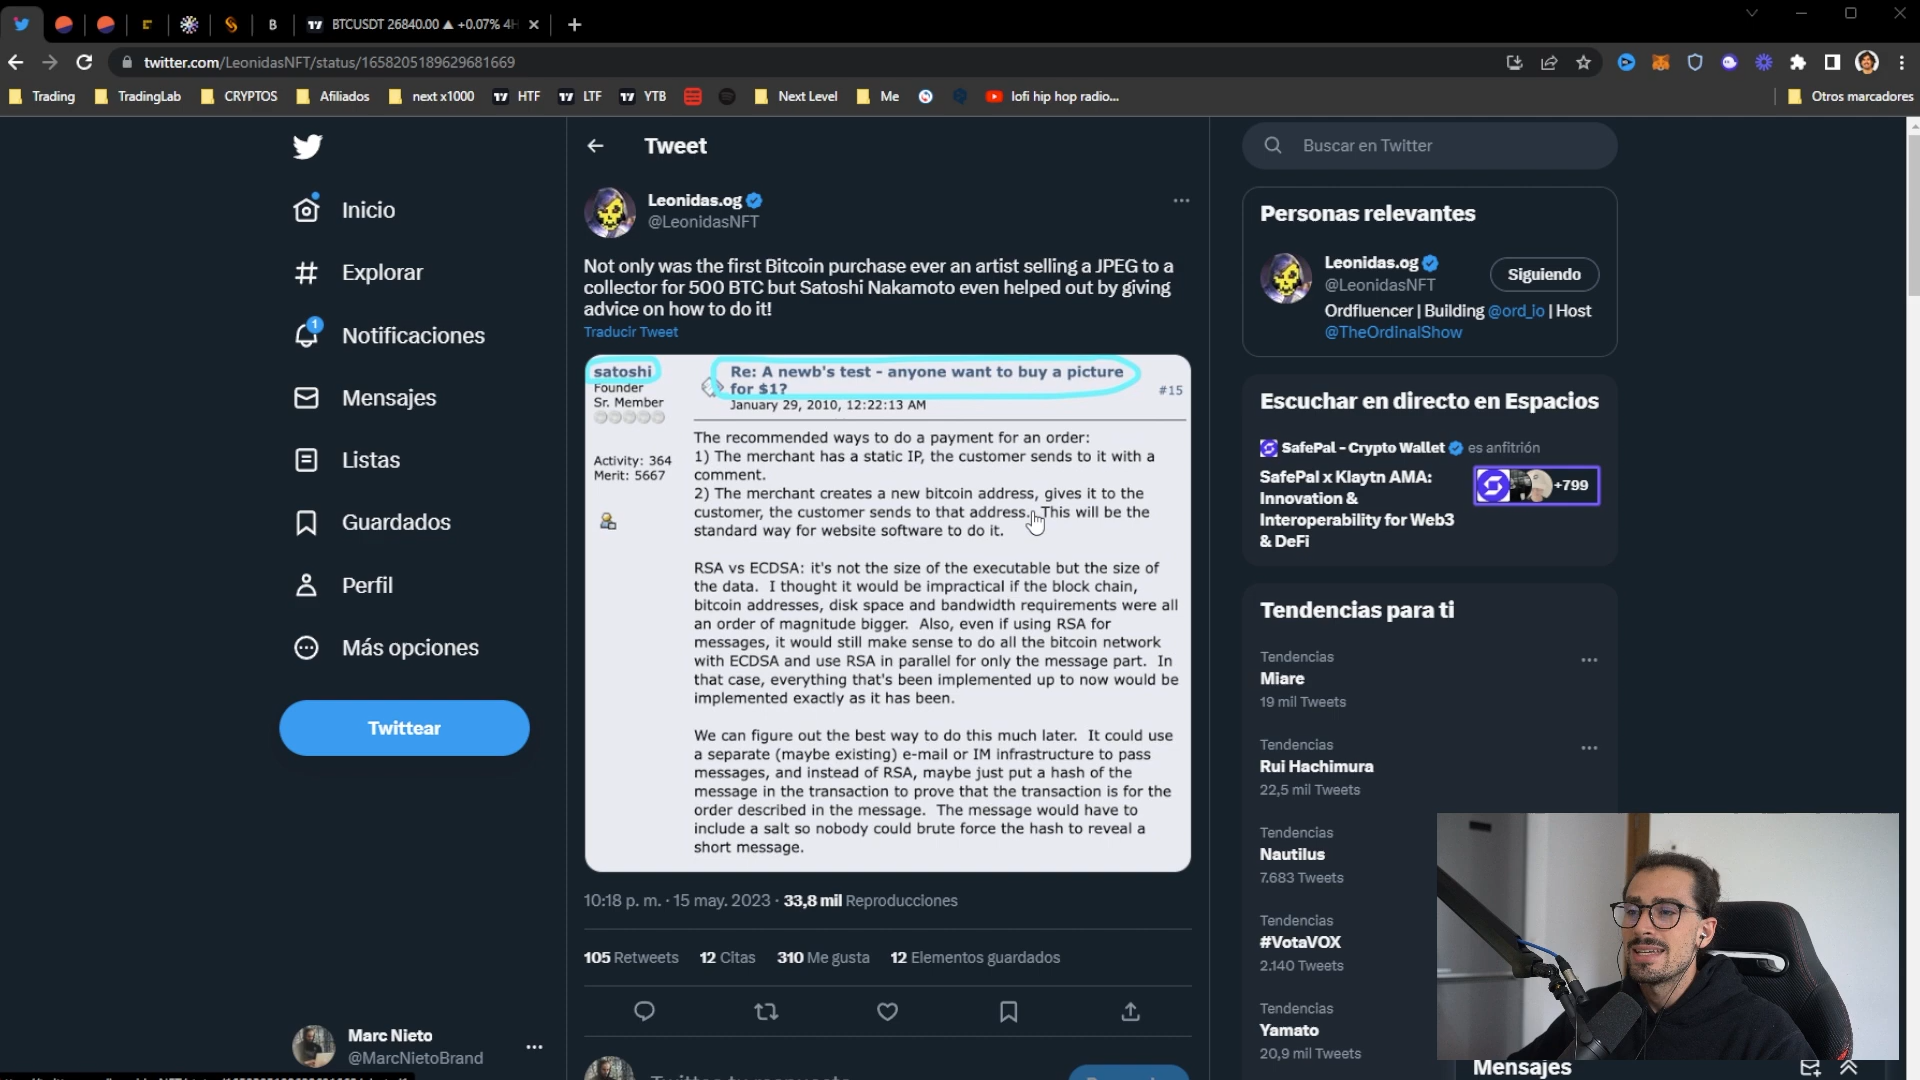 BTCUSDT 26840.00 ▲ +0.07% 4H
twitter.com/LeonidasNFT/status/1658205189629681669
Trading
TradingLab
CRYPTOS
Afiliados
next x1000
HTF
LTF
YTB
Next Level
Me
lofi hip hop radio...
Otros marcadores
Inicio
Explorar
1
Notificaciones
Mensajes
Listas
Guardados
Perfil
Más opciones
Twittear
Marc Nieto
@MarcNietoBrand
Tweet
Leonidas.og
@LeonidasNFT
Not only was the first Bitcoin purchase ever an artist selling a JPEG to a
collector for 500 BTC but Satoshi Nakamoto even helped out by giving
advice on how to do it!
Traducir Tweet
satoshi
Founder
Sr. Member
Activity: 364
Merit: 5667
Re: A newb's test - anyone want to buy a picture
for $1?
January 29, 2010, 12:22:13 AM
#15
The recommended ways to do a payment for an order:
1) The merchant has a static IP, the customer sends to it with a
comment.
2) The merchant creates a new bitcoin address, gives it to the
customer, the customer sends to that address. This will be the
standard way for website software to do it.
RSA vs ECDSA: it's not the size of the executable but the size of
the data. I thought it would be impractical if the block chain,
bitcoin addresses, disk space and bandwidth requirements were all
an order of magnitude bigger. Also, even if using RSA for
messages, it would still make sense to do all the bitcoin network
with ECDSA and use RSA in parallel for only the message part. In
that case, everything that's been implemented up to now would be
implemented exactly as it has been.
We can figure out the best way to do this much later. It could use
a separate (maybe existing) e-mail or IM infrastructure to pass
messages, and instead of RSA, maybe just put a hash of the
message in the transaction to prove that the transaction is for the
order described in the message. The message would have to
include a salt so nobody could brute force the hash to reveal a
short message.
10:18 p. m. · 15 may. 2023 · 33,8 mil Reproducciones
105 Retweets 12 Citas 310 Me gusta 12 Elementos guardados
Buscar en Twitter
Personas relevantes
Leonidas.og
@LeonidasNFT
Siguiendo
Ordfluencer | Building @ord_io | Host
@TheOrdinalShow
Escuchar en directo en Espacios
SafePal - Crypto Wallet es anfitrión
SafePal x Klaytn AMA:
Innovation &
Interoperability for Web3
& DeFi
+799
Tendencias para ti
Tendencias
Miare
19 mil Tweets
Tendencias
Rui Hachimura
22,5 mil Tweets
Tendencias
Nautilus
7.683 Tweets
Tendencias
#VotaVOX
2.140 Tweets
Tendencias
Yamato
20,9 mil Tweets
Mensajes